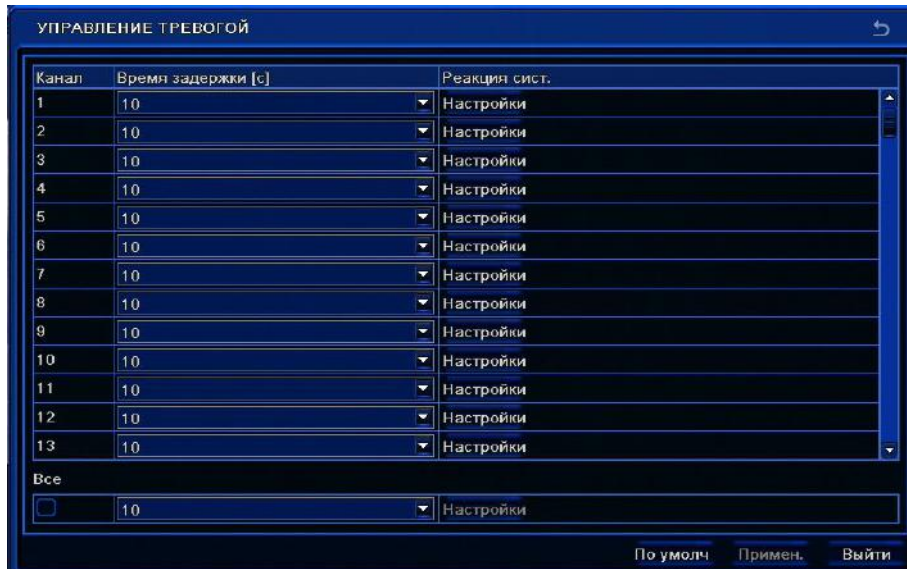 УПРАВЛЕНИЕ ТРЕВОГОЙ
Канал Время задержки [с] Реакция сист.
1 10 Настройки
2 10 Настройки
3 10 Настройки
4 10 Настройки
5 10 Настройки
6 10 Настройки
7 10 Настройки
8 10 Настройки
9 10 Настройки
10 10 Настройки
11 10 Настройки
12 10 Настройки
13 10 Настройки
Все
10 Настройки
По умолч Примен. Выйти